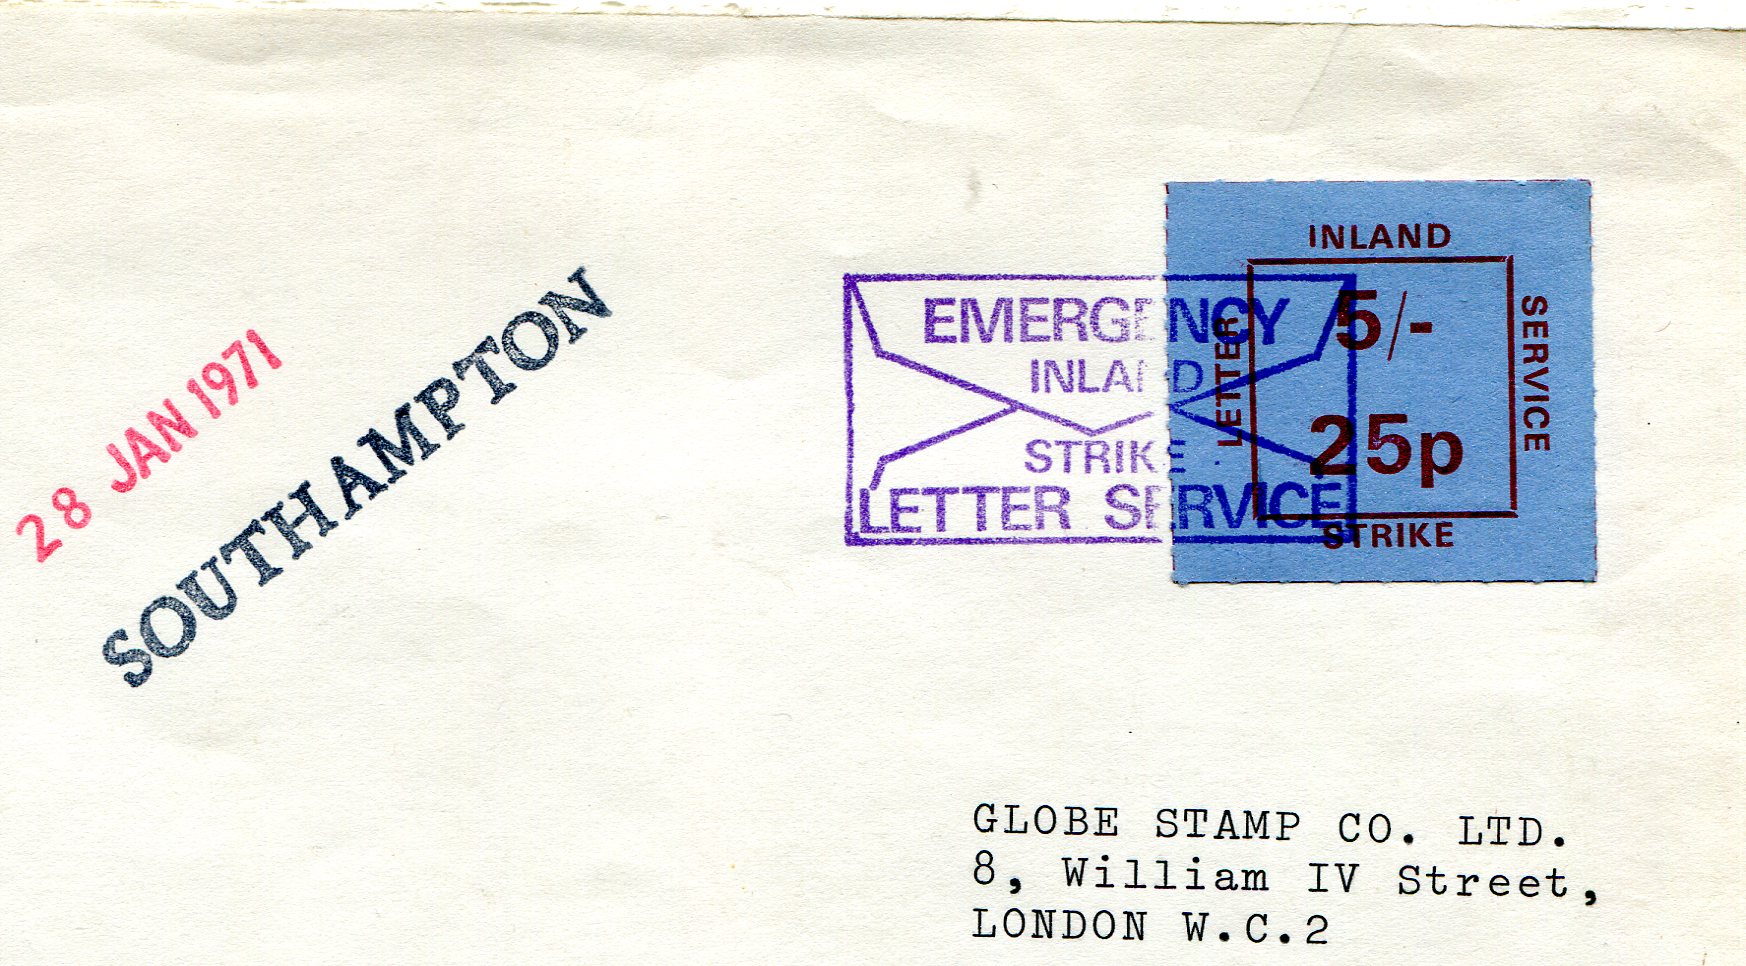 28 JAN 1971
SOUTHAMPTON
EMERGENCY
INLAND
STRIKE
LETTER SERVICE
INLAND
LETTER
5/-
25p
SERVICE
STRIKE
GLOBE STAMP CO. LTD.
8, William IV Street,
LONDON W.C.2